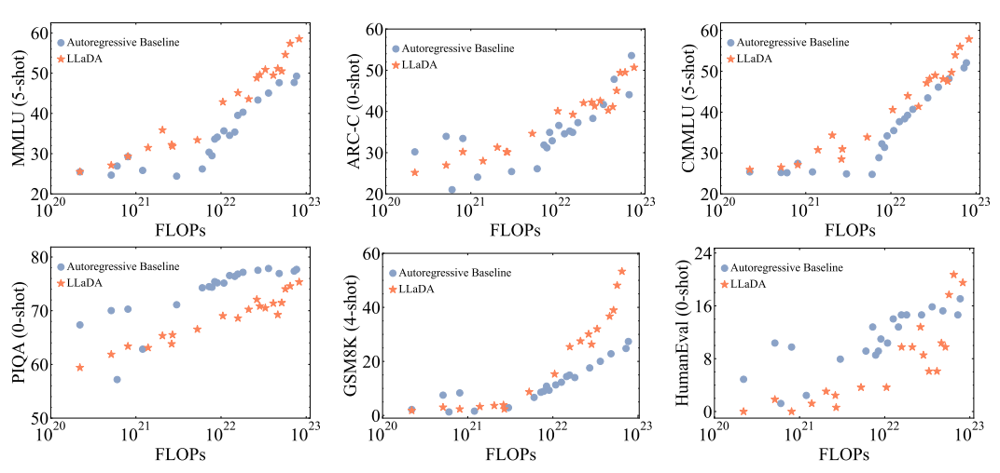 MMLU (5-shot)
60
50
40
30
20
Autoregressive Baseline
LLaDA
10^20
10^21
10^22
10^23
FLOPs
ARC-C (0-shot)
60
50
40
30
20
Autoregressive Baseline
LLaDA
10^20
10^21
10^22
10^23
FLOPs
CMMLU (5-shot)
60
50
40
30
20
Autoregressive Baseline
LLaDA
10^20
10^21
10^22
10^23
FLOPs
PIQA (0-shot)
80
70
60
50
Autoregressive Baseline
LLaDA
10^20
10^21
10^22
10^23
FLOPs
GSM8K (4-shot)
60
40
20
0
Autoregressive Baseline
LLaDA
10^20
10^21
10^22
10^23
FLOPs
HumanEval (0-shot)
24
16
8
0
Autoregressive Baseline
LLaDA
10^20
10^21
10^22
10^23
FLOPs